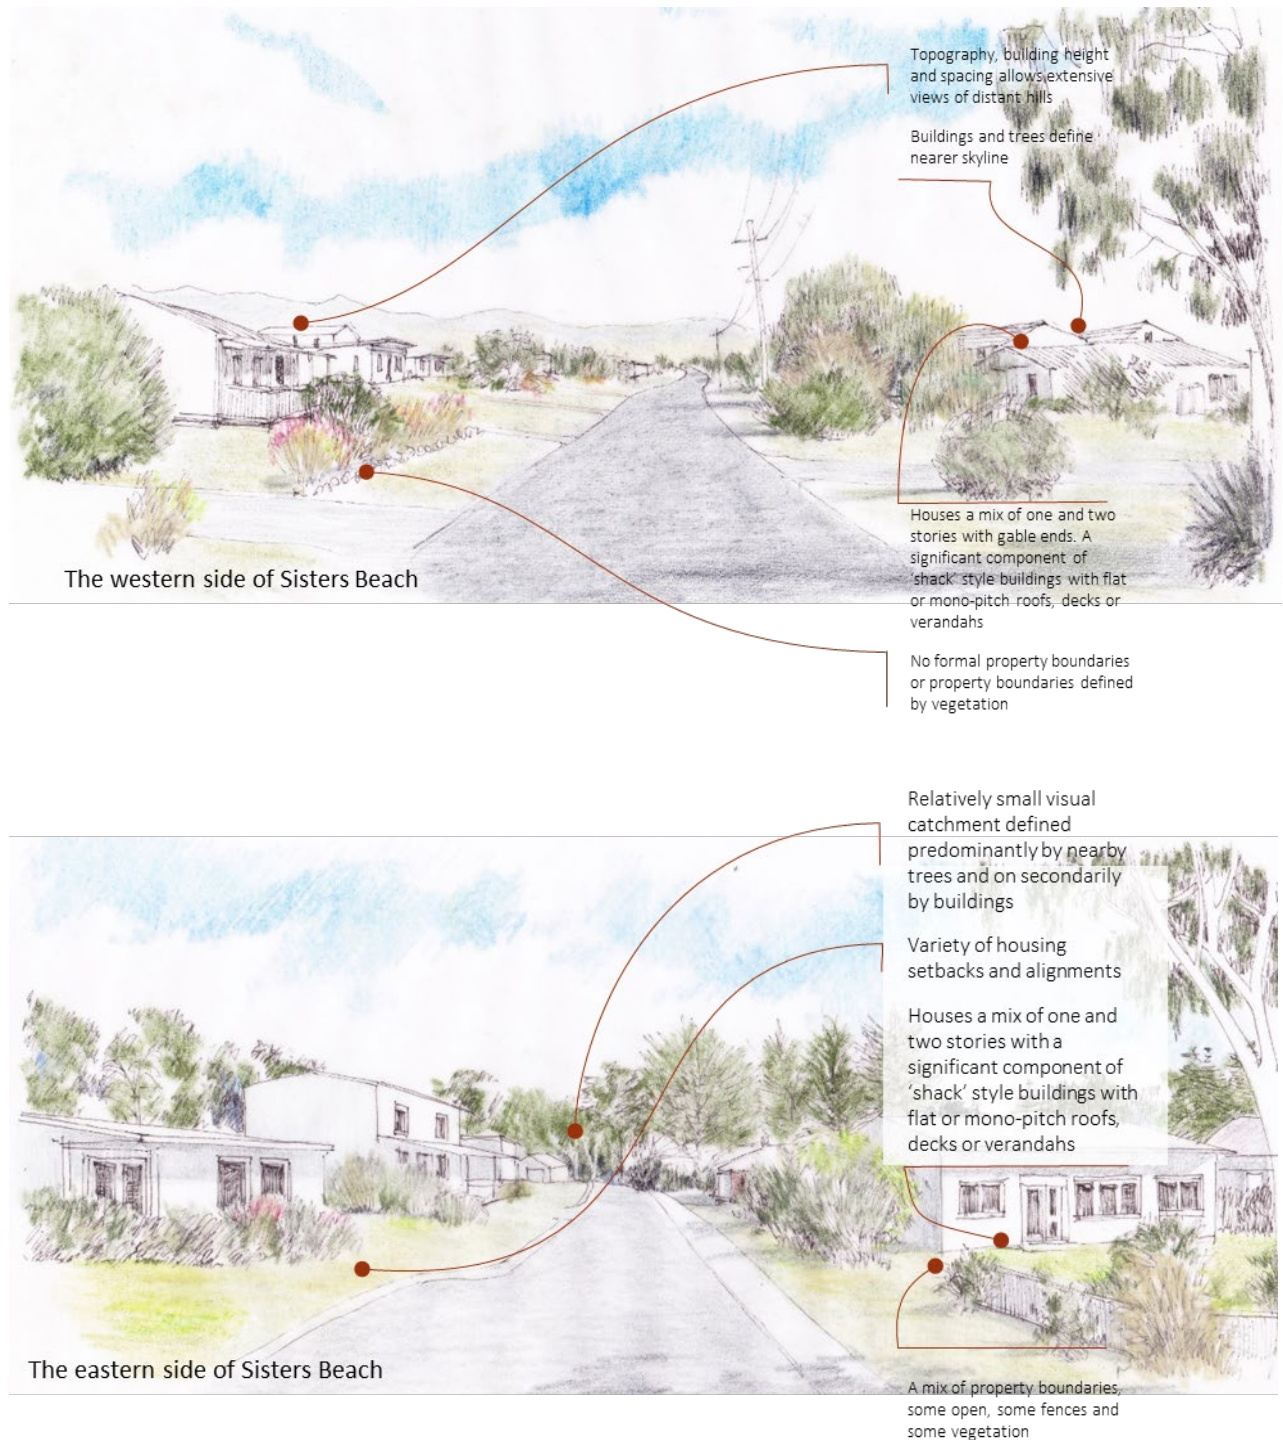 Topography, building height
and spacing allows extensive
views of distant hills
Buildings and trees define
nearer skyline
Houses a mix of one and two
stories with gable ends. A
significant component of
‘shack’ style buildings with flat
or mono-pitch roofs, decks or
verandahs
The western side of Sisters Beach
No formal property boundaries
or property boundaries defined
by vegetation
Relatively small visual
catchment defined
predominantly by nearby
trees and on secondarily
by buildings
Variety of housing
setbacks and alignments
Houses a mix of one and
two stories with a
significant component of
‘shack’ style buildings with
flat or mono-pitch roofs,
decks or verandahs
The eastern side of Sisters Beach
A mix of property boundaries,
some open, some fences and
some vegetation